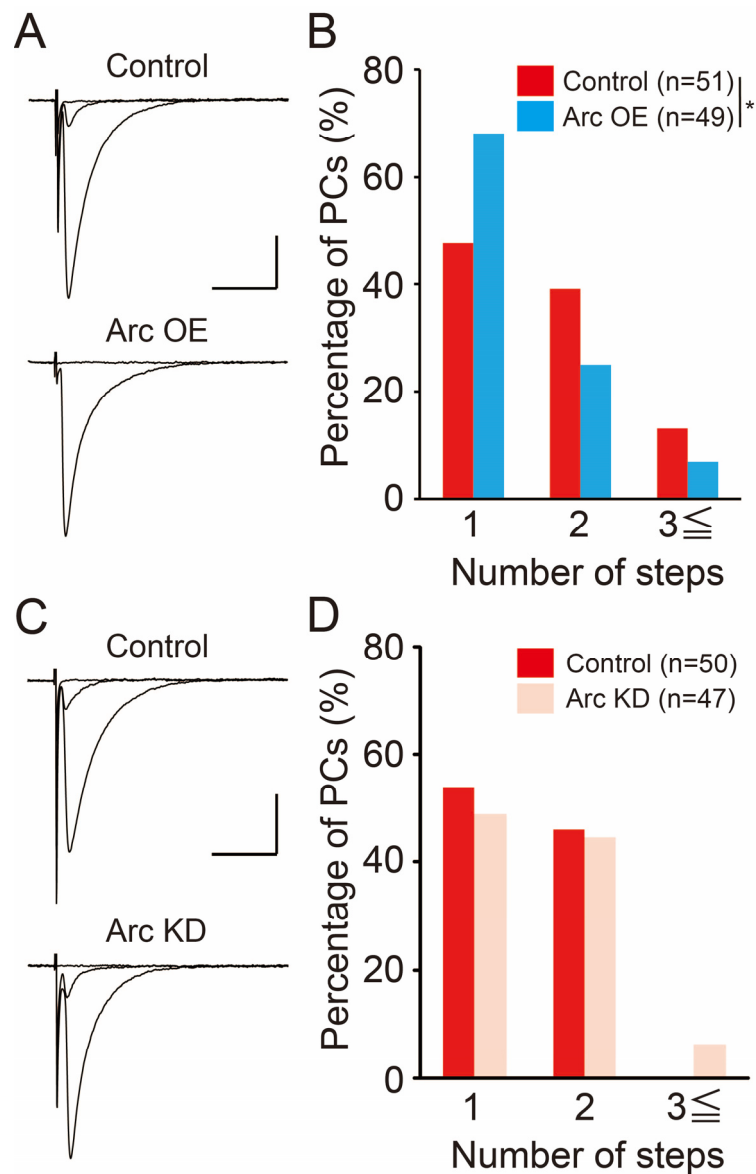 A
Control
Arc OE
B
Percentage of PCs (%)
80
60
40
20
0
Control (n=51)
Arc OE (n=49)
*
1 2 3≦
Number of steps
C
Control
Arc KD
D
Percentage of PCs (%)
80
60
40
20
0
Control (n=50)
Arc KD (n=47)
1 2 3≦
Number of steps